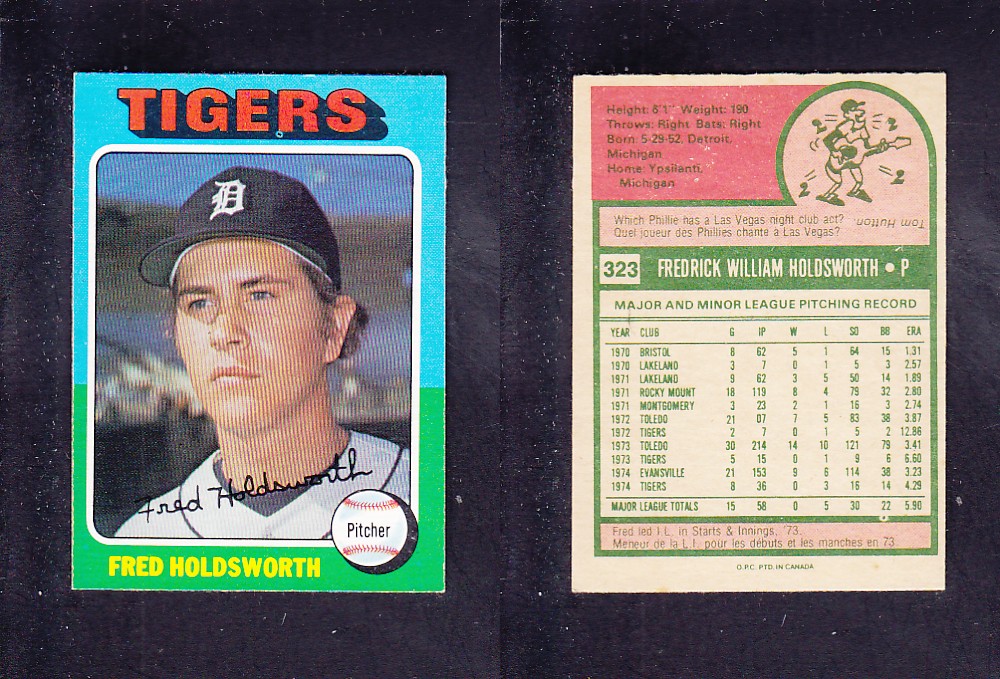 TIGERS
D
Fred Holdsworth
Pitcher
FRED HOLDSWORTH
Height: 6'1" Weight: 190
Throws: Right Bats: Right
Born: 5-29-52, Detroit,
Michigan
Home: Ypsilanti,
Michigan
2 2
2 2
Which Phillie has a Las Vegas night club act?
Quel joueur des Phillies chante à Las Vegas?
Tom Hutton
323 FREDRICK WILLIAM HOLDSWORTH • P
MAJOR AND MINOR LEAGUE PITCHING RECORD
YEAR CLUB G IP W L SO BB ERA
1970 BRISTOL 8 62 5 1 64 15 1.31
1970 LAKELAND 3 7 0 1 5 3 2.57
1971 LAKELAND 9 62 3 5 50 14 1.89
1971 ROCKY MOUNT 18 119 8 4 79 32 2.80
1971 MONTGOMERY 3 23 2 1 16 3 2.74
1972 TOLEDO 21 07 7 5 83 38 3.87
1972 TIGERS 2 7 0 1 5 2 12.86
1973 TOLEDO 30 214 14 10 121 79 3.41
1973 TIGERS 5 15 0 1 9 6 6.60
1974 EVANSVILLE 21 153 9 6 114 38 3.23
1974 TIGERS 8 36 0 3 16 14 4.29
MAJOR LEAGUE TOTALS 15 58 0 5 30 22 5.90
Fred led I.L. in Starts & Innings, '73.
Meneur de la L.I. pour les débuts et les manches en 73.
O.P.C. PTD. IN CANADA